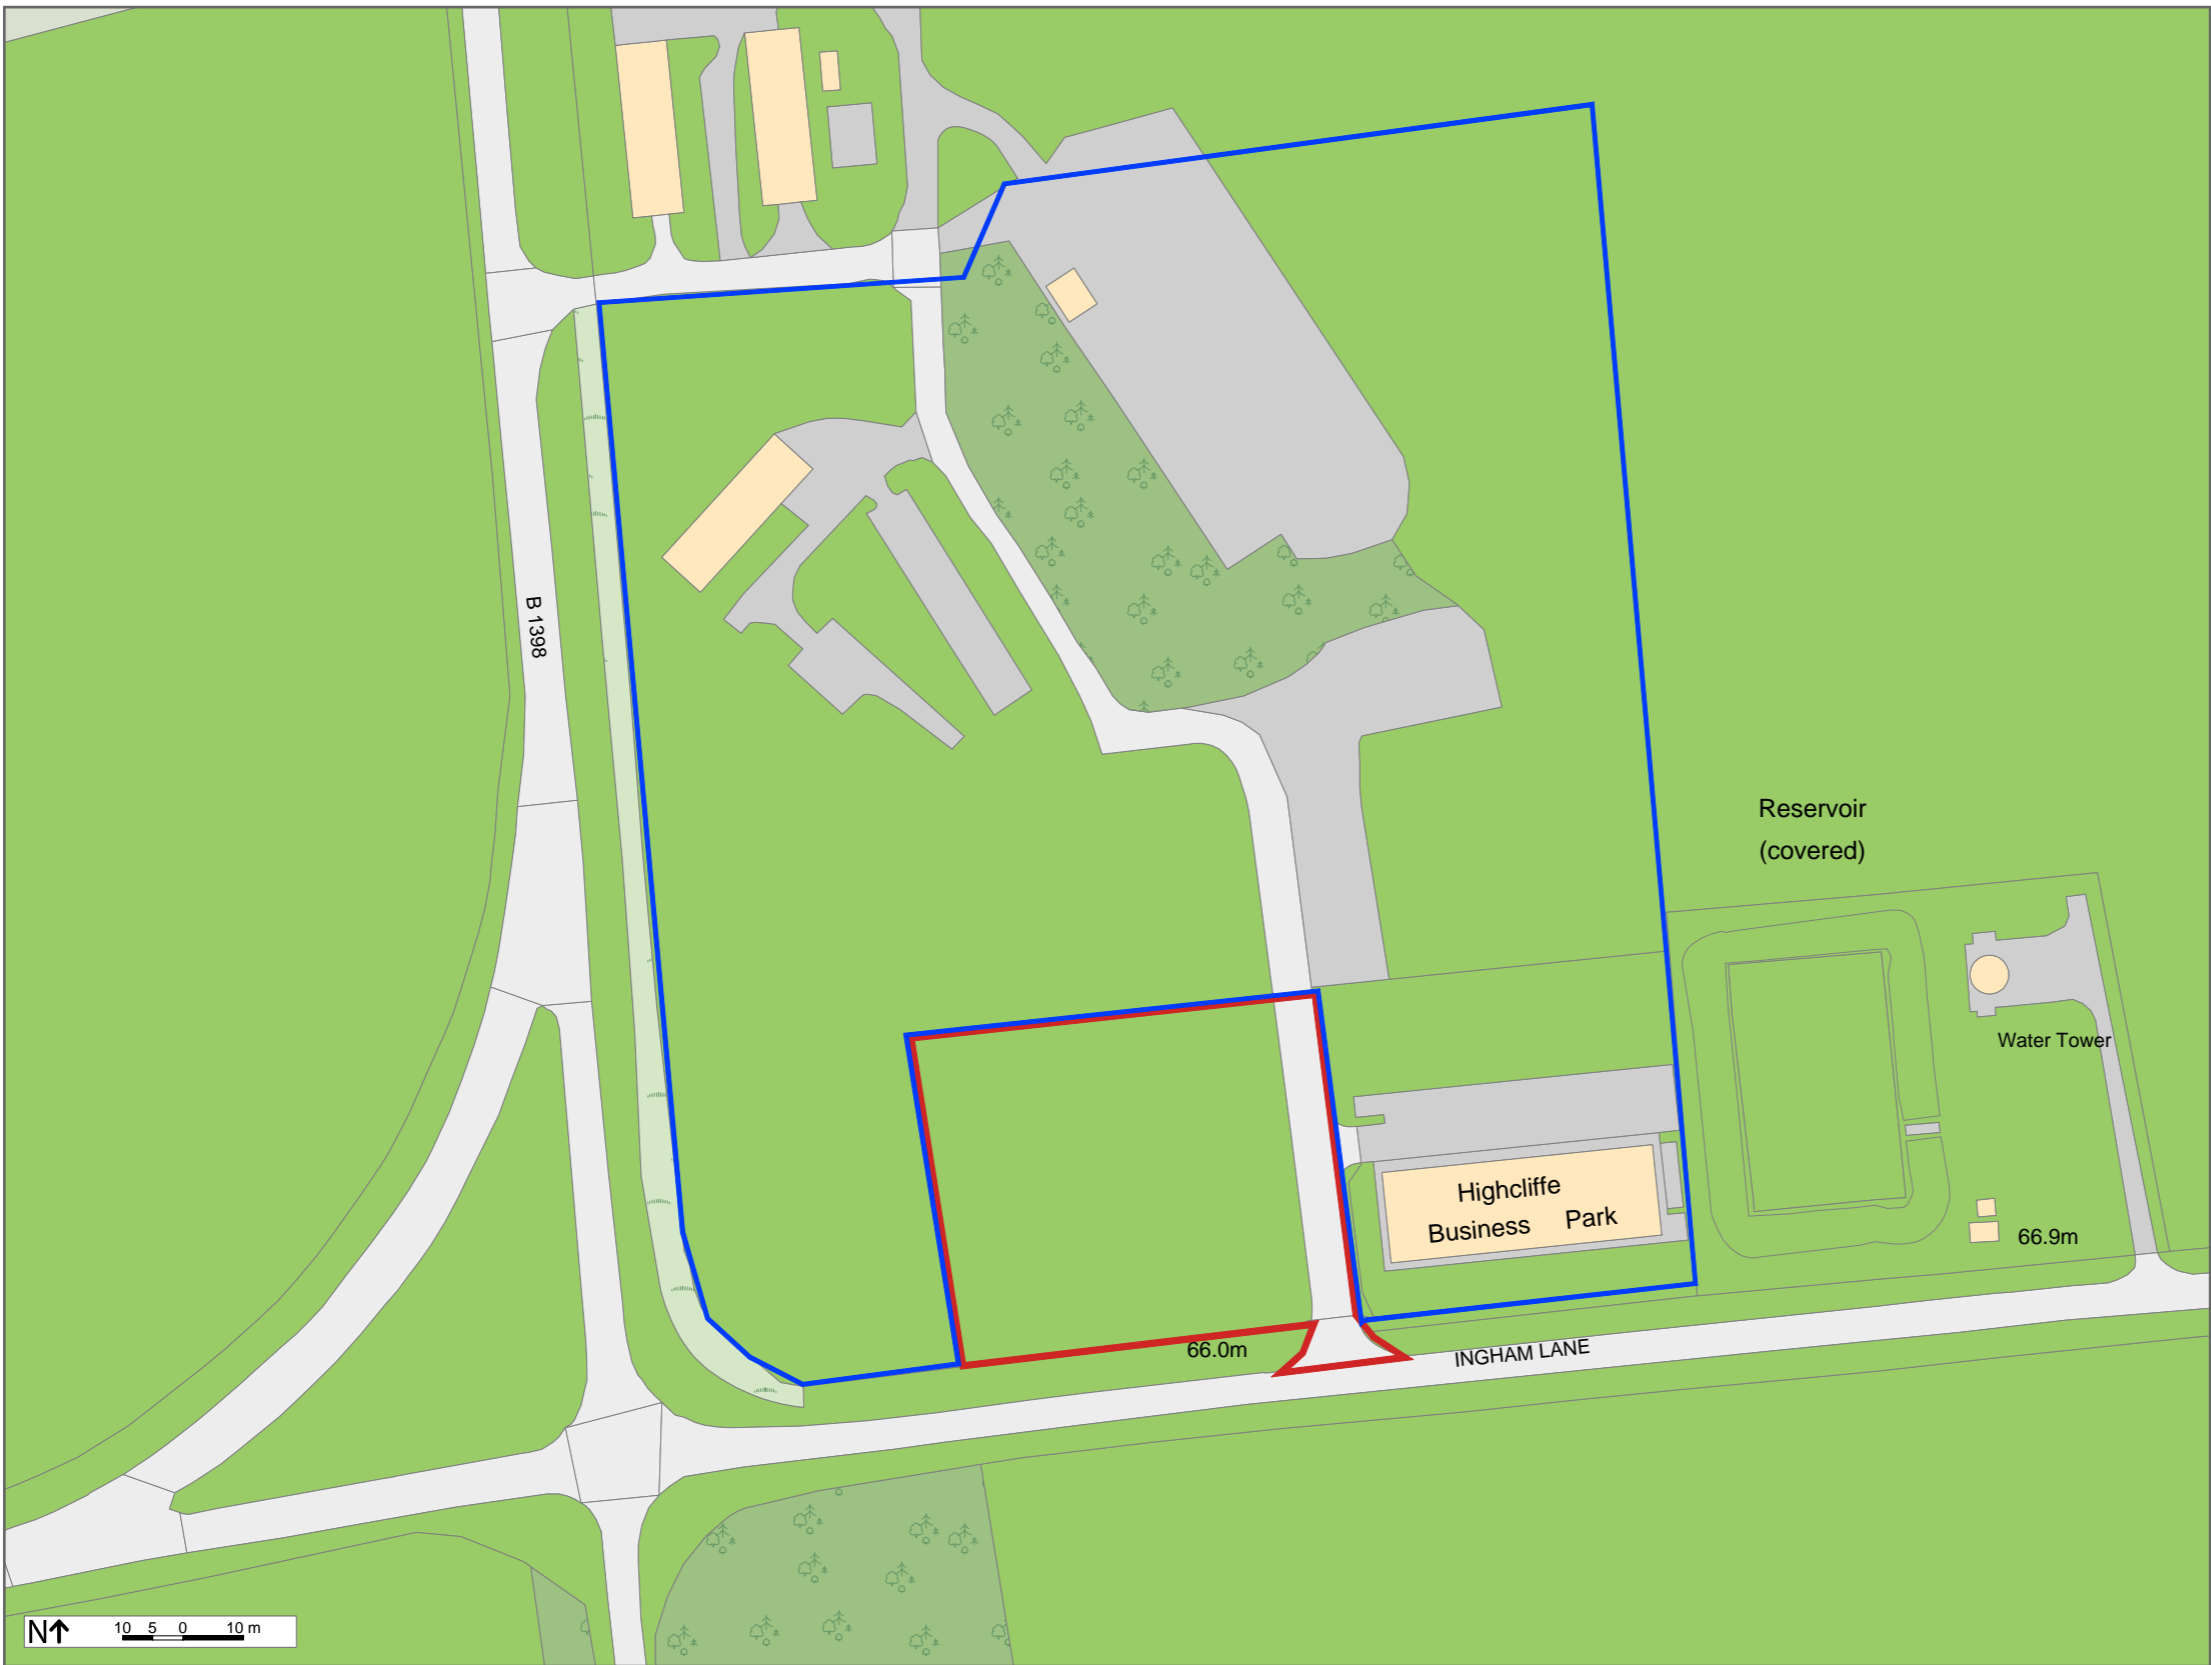 B 1398
Reservoir
(covered)
Water Tower
Highcliffe
Business Park
66.9m
66.0m
INGHAM LANE
N
10 5 0 10 m